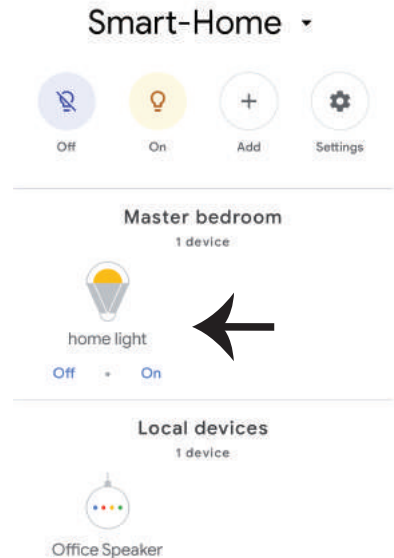 Smart-Home
Off On Add Settings
Master bedroom
1 device
home light
Off • On
Local devices
1 device
Office Speaker